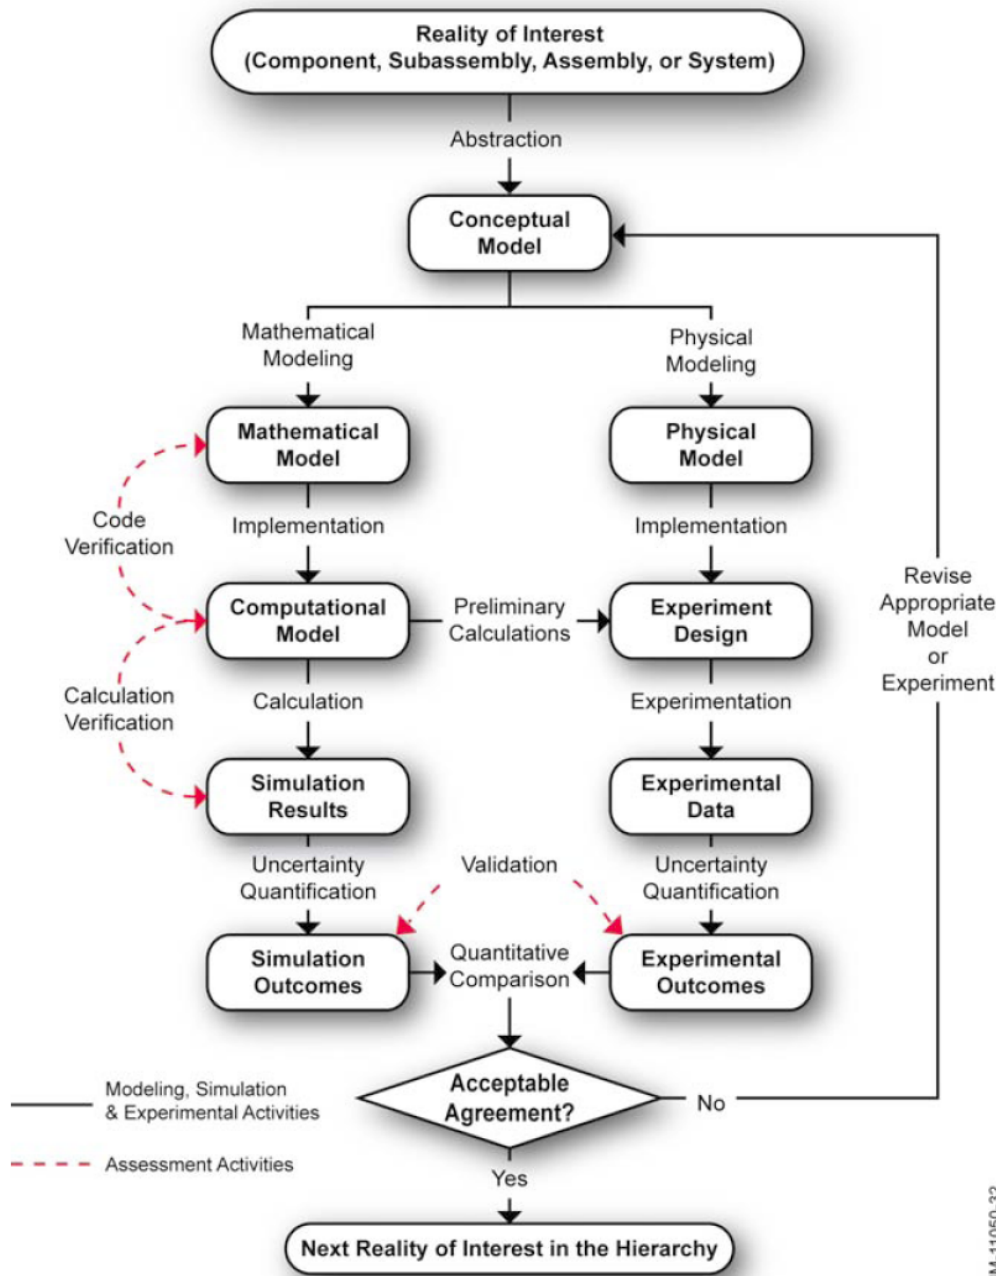 Reality of Interest
(Component, Subassembly, Assembly, or System)
Abstraction
Conceptual
Model
Mathematical
Modeling
Physical
Modeling
Mathematical
Model
Physical
Model
Code
Verification
Implementation
Implementation
Computational
Model
Preliminary
Calculations
Experiment
Design
Revise
Appropriate
Model
or
Experiment
Calculation
Verification
Calculation
Experimentation
Simulation
Results
Experimental
Data
Uncertainty
Quantification
Validation
Uncertainty
Quantification
Simulation
Outcomes
Quantitative
Comparison
Experimental
Outcomes
Acceptable
Agreement?
No
Modeling, Simulation
& Experimental Activities
Assessment Activities
Yes
Next Reality of Interest in the Hierarchy
M-11050-32